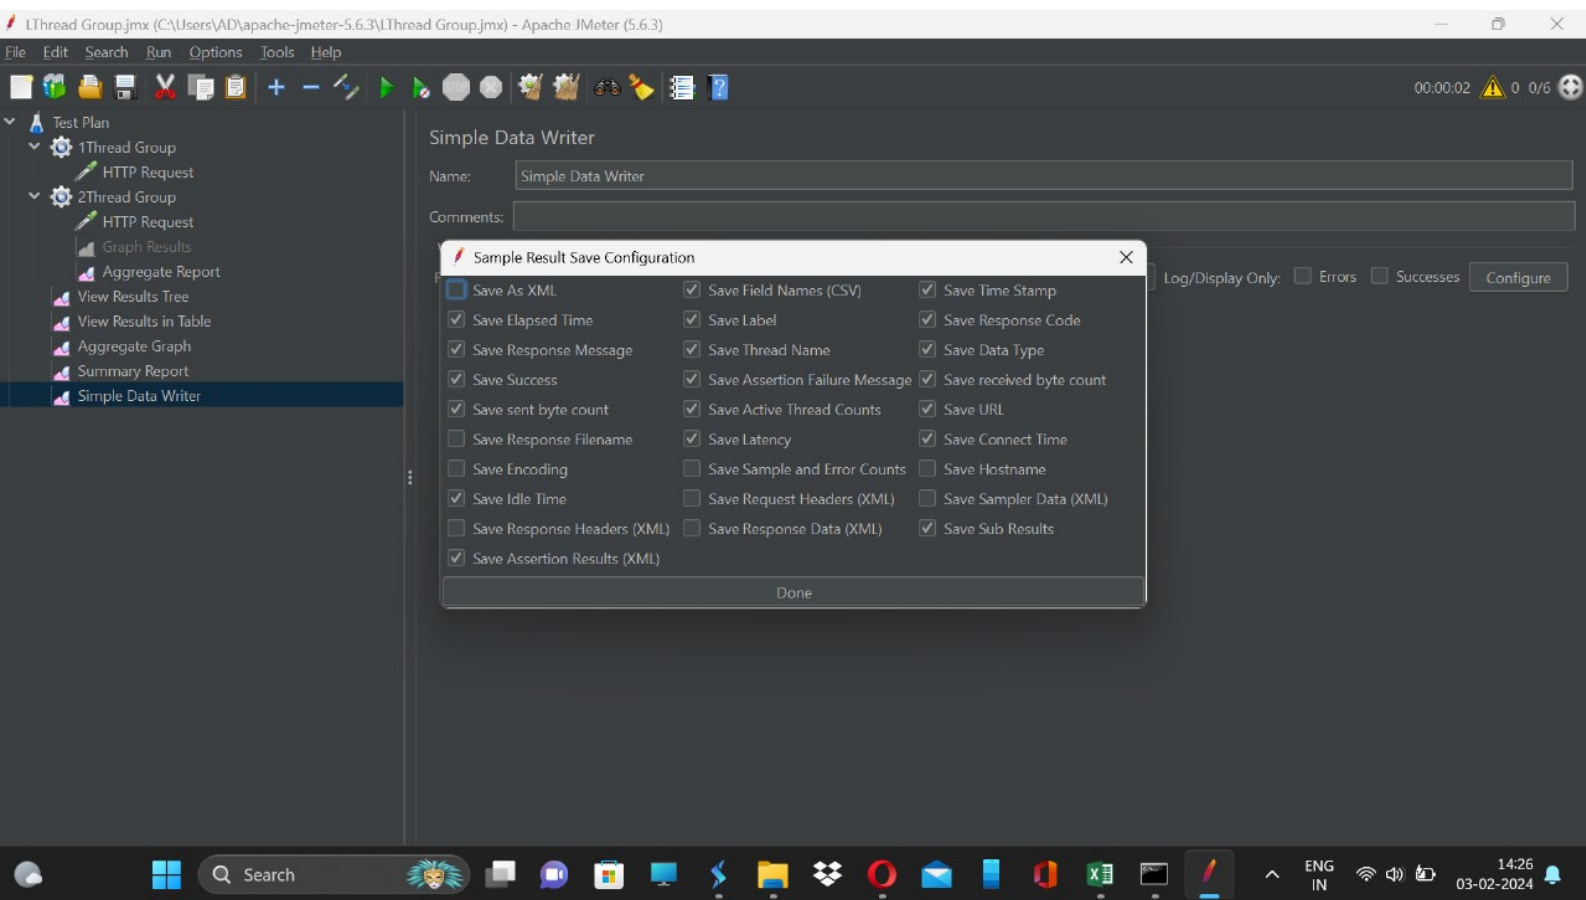 LThread Group.jmx (C:\Users\AD\apache-jmeter-5.6.3\LThread Group.jmx) - Apache JMeter (5.6.3)
File Edit Search Run Options Tools Help
STOP
00:00:02 0 0/6
Test Plan
1Thread Group
HTTP Request
2Thread Group
HTTP Request
Graph Results
Aggregate Report
View Results Tree
View Results in Table
Aggregate Graph
Summary Report
Simple Data Writer
Simple Data Writer
Name: Simple Data Writer
Comments:
Log/Display Only: Errors Successes Configure
Sample Result Save Configuration
Save As XML Save Field Names (CSV) Save Time Stamp
Save Elapsed Time Save Label Save Response Code
Save Response Message Save Thread Name Save Data Type
Save Success Save Assertion Failure Message Save received byte count
Save sent byte count Save Active Thread Counts Save URL
Save Response Filename Save Latency Save Connect Time
Save Encoding Save Sample and Error Counts Save Hostname
Save Idle Time Save Request Headers (XML) Save Sampler Data (XML)
Save Response Headers (XML) Save Response Data (XML) Save Sub Results
Save Assertion Results (XML)
Done
Search
ENG
IN
14:26
03-02-2024